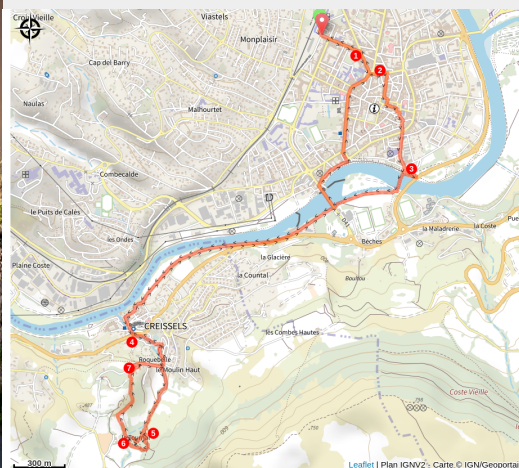 Croix Vieille
Viastels
Monplaisir
Cap del Barry
1
2
Naulas
Malhourtet
Combecalde
3
le Puits de Calès
les Ondes
Bèches
la Maladrerie
la Coste
Plaine Coste
la Glacière
la Countal
CREISSELS
4
les Combes Hautes
Roquebelle
7
le Moulin Haut
Coste Vieille
5
6
300 m
Leaflet | Plan IGNV2 - Carte © IGN/Geoportail